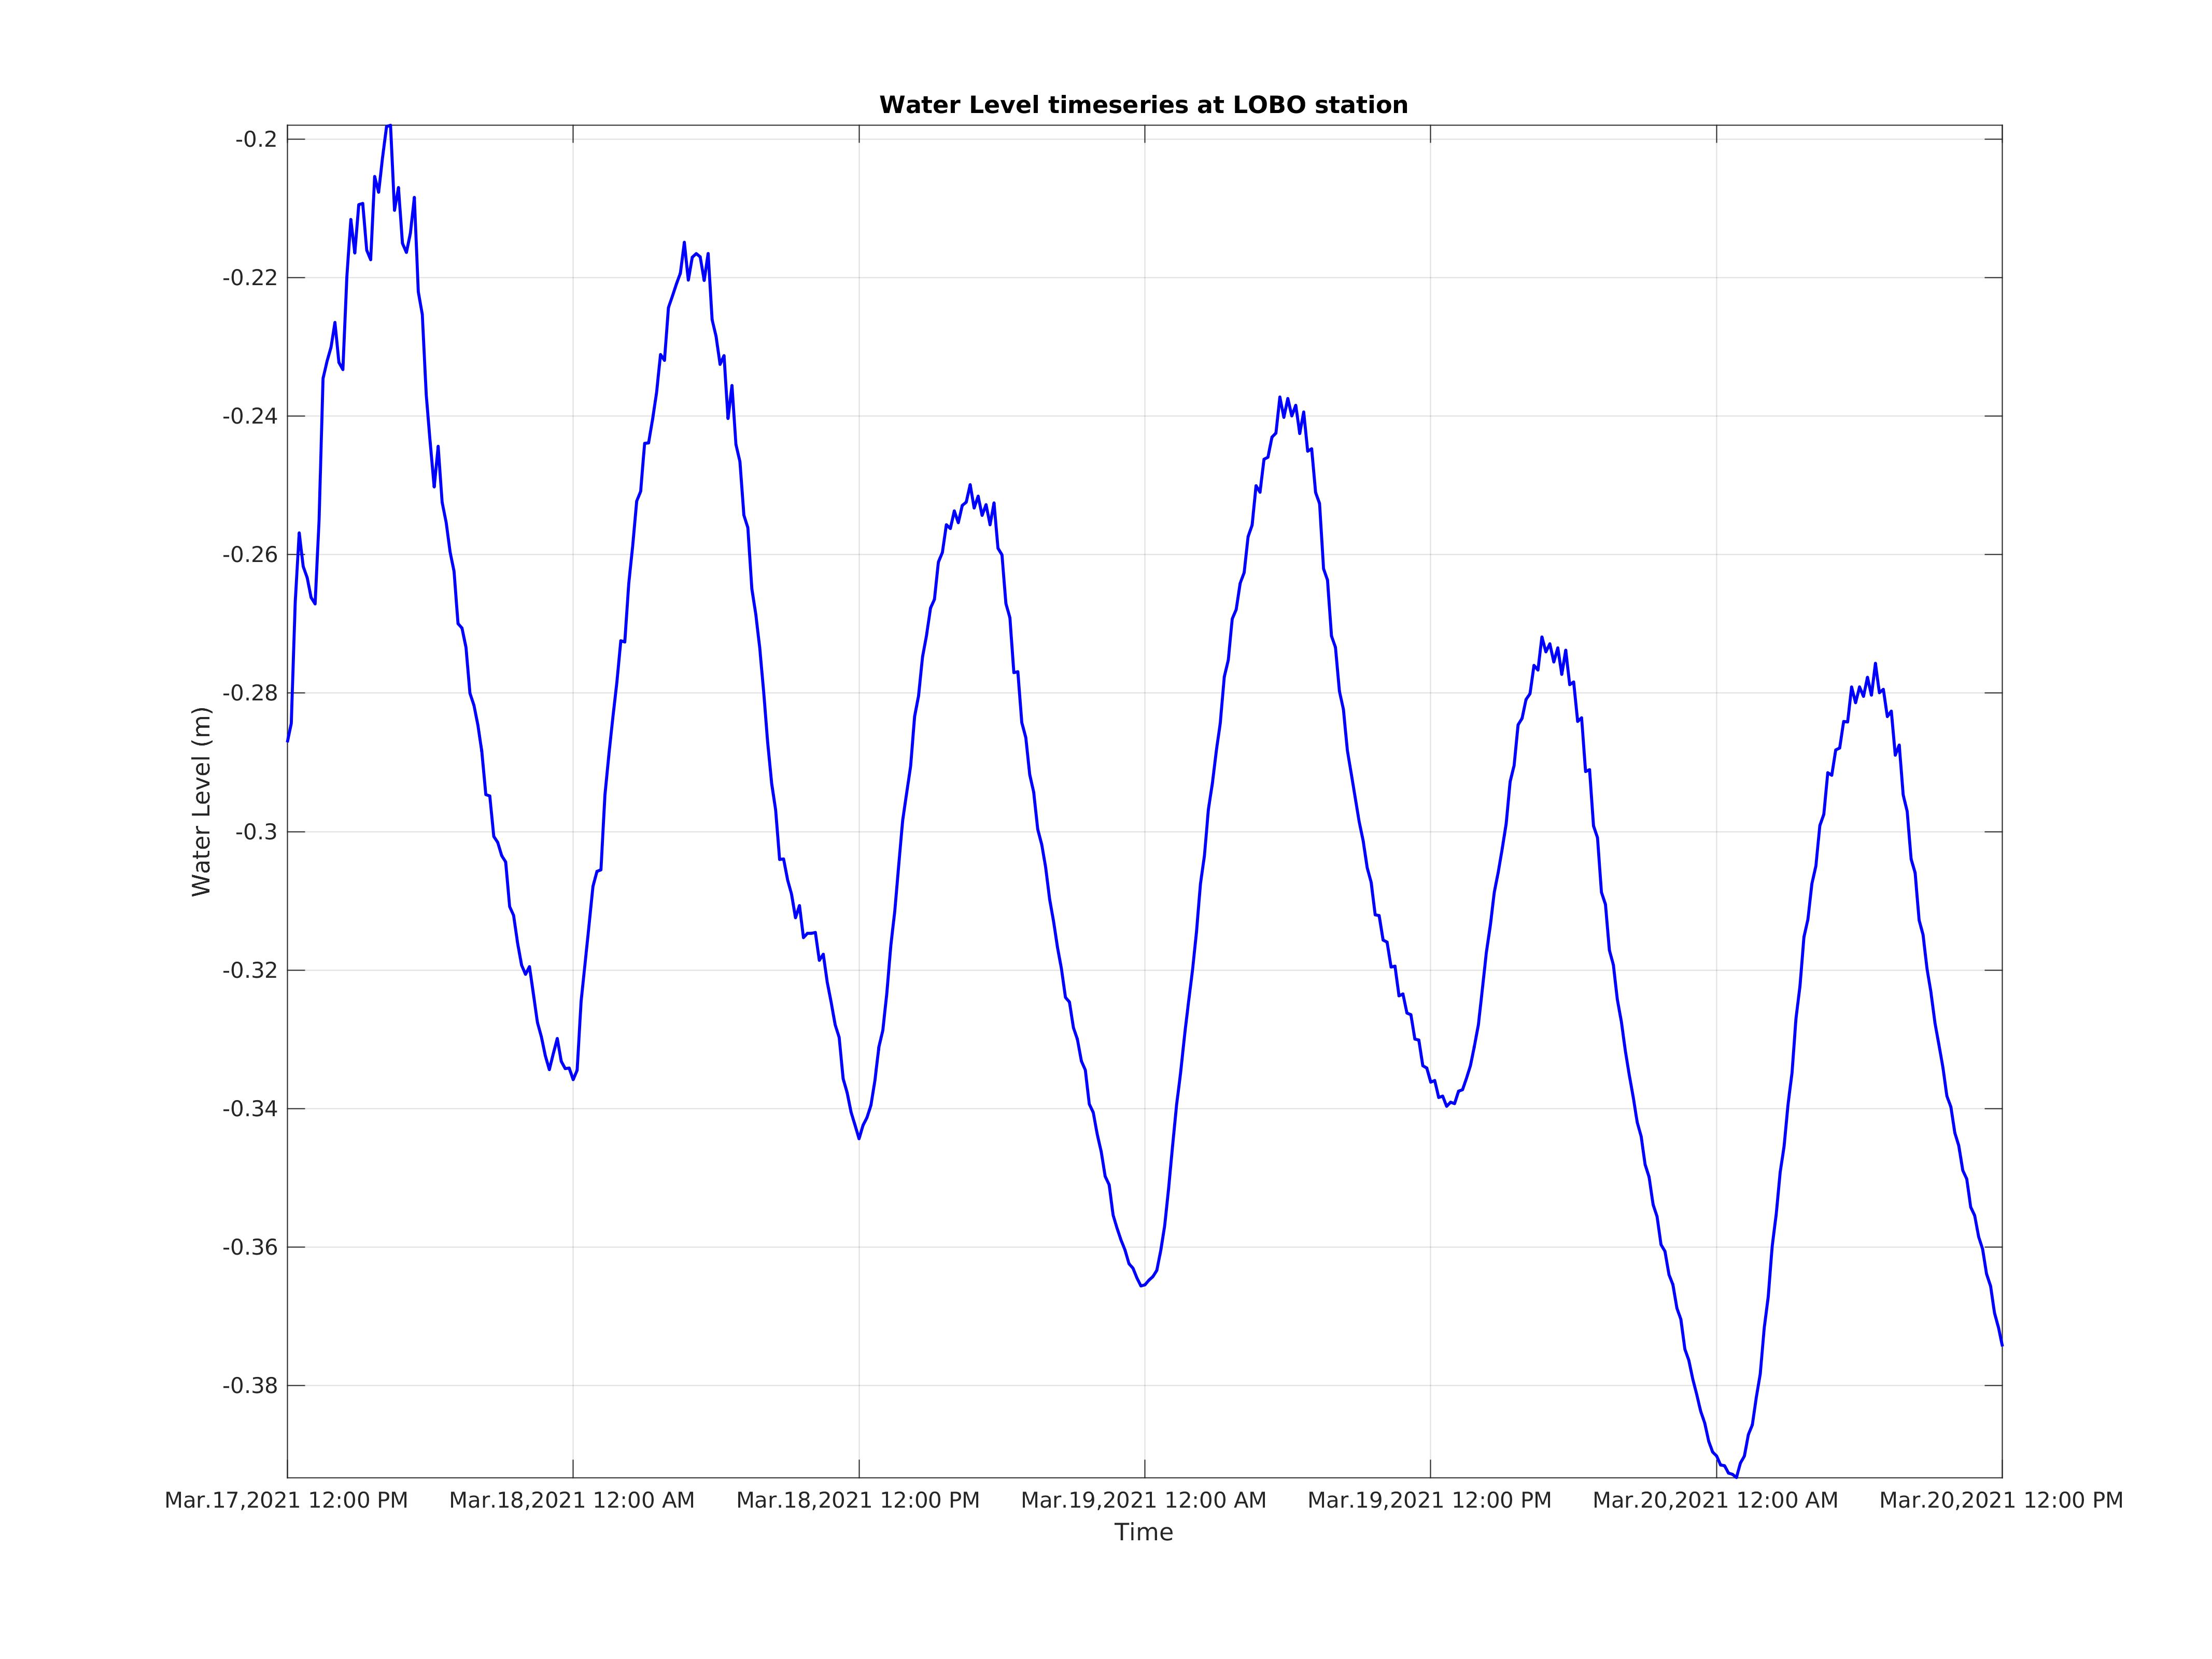 Water Level timeseries at LOBO station
-0.2
-0.22
-0.24
-0.26
-0.28
-0.3
-0.32
-0.34
-0.36
-0.38
Water Level (m)
Mar.17,2021 12:00 PM
Mar.18,2021 12:00 AM
Mar.18,2021 12:00 PM
Mar.19,2021 12:00 AM
Mar.19,2021 12:00 PM
Mar.20,2021 12:00 AM
Mar.20,2021 12:00 PM
Time